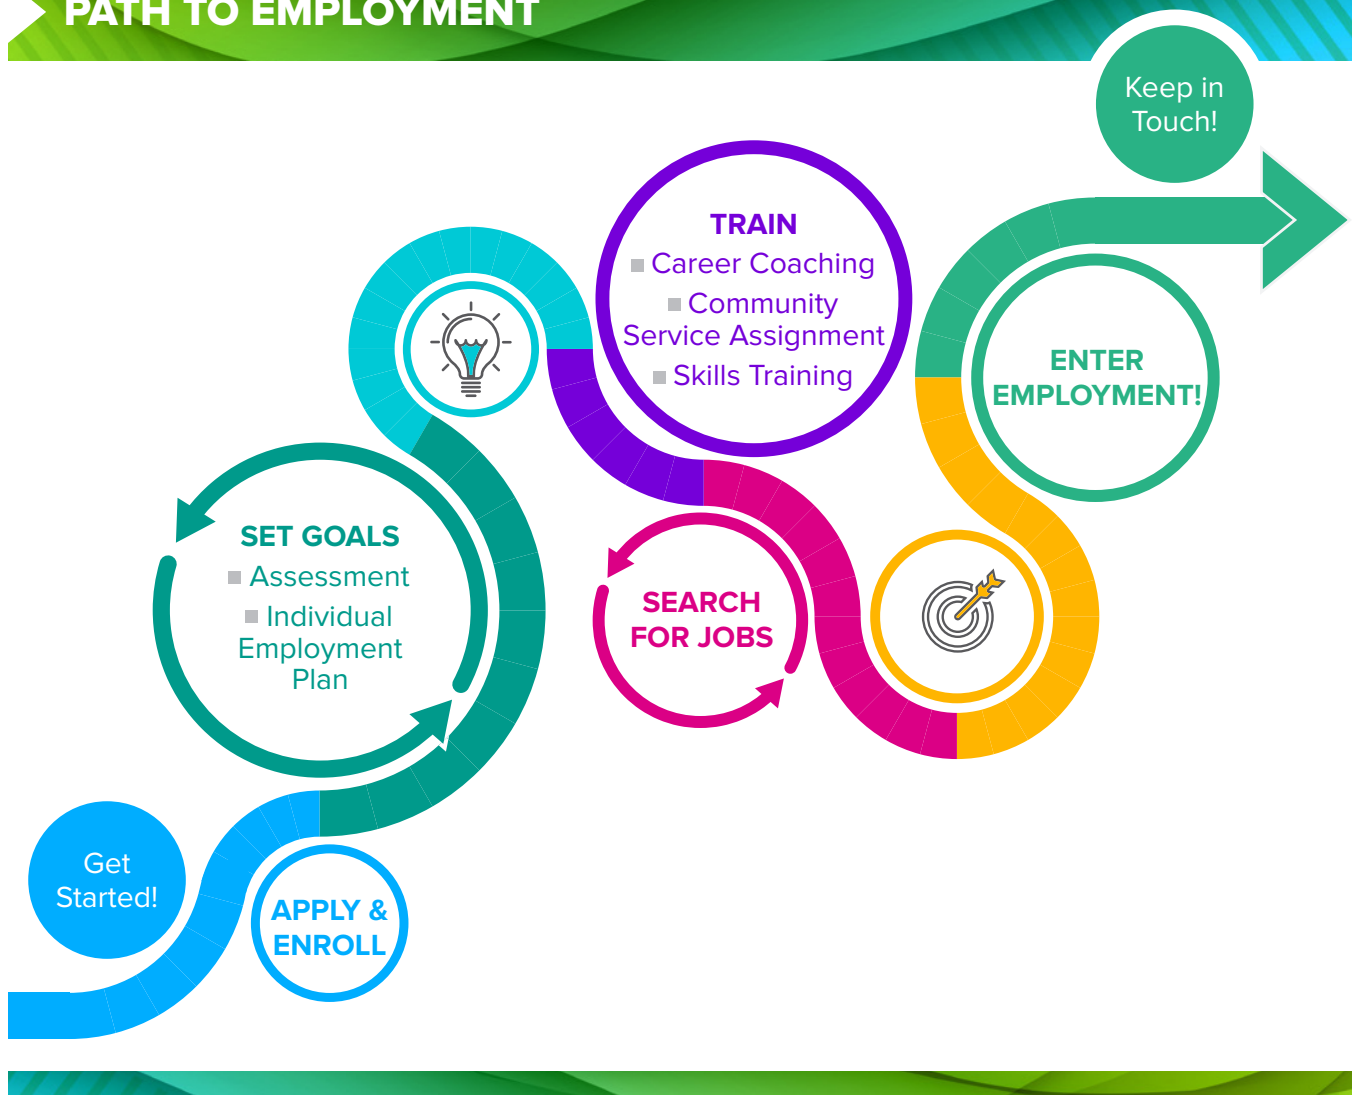 PATH TO EMPLOYMENT
Keep in
Touch!
TRAIN
Career Coaching
Community
Service Assignment
Skills Training
ENTER
EMPLOYMENT!
SET GOALS
Assessment
Individual
Employment
Plan
SEARCH
FOR JOBS
Get
Started!
APPLY &
ENROLL